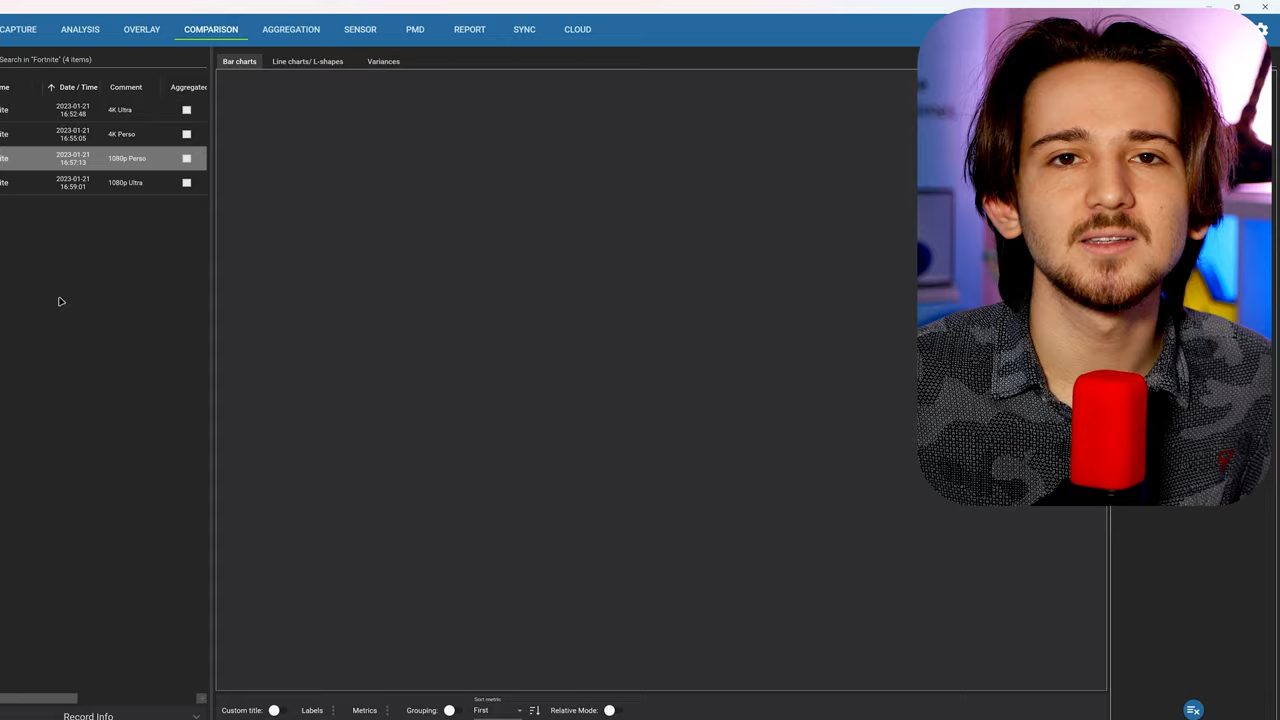 CAPTURE ANALYSIS OVERLAY COMPARISON AGGREGATION SENSOR PMD REPORT SYNC CLOUD
Search in "Fortnite" (4 items)
Bar charts Line charts/ L-shapes Variances
Date / Time Comment Aggregated
2023-01-21
16:52:48
4K Ultra
2023-01-21
16:55:05
4K Perso
2023-01-21
16:57:13
1080p Perso
2023-01-21
16:59:01
1080p Ultra
Record Info
Custom title: Labels Metrics Grouping: Sort metric
First Relative Mode: